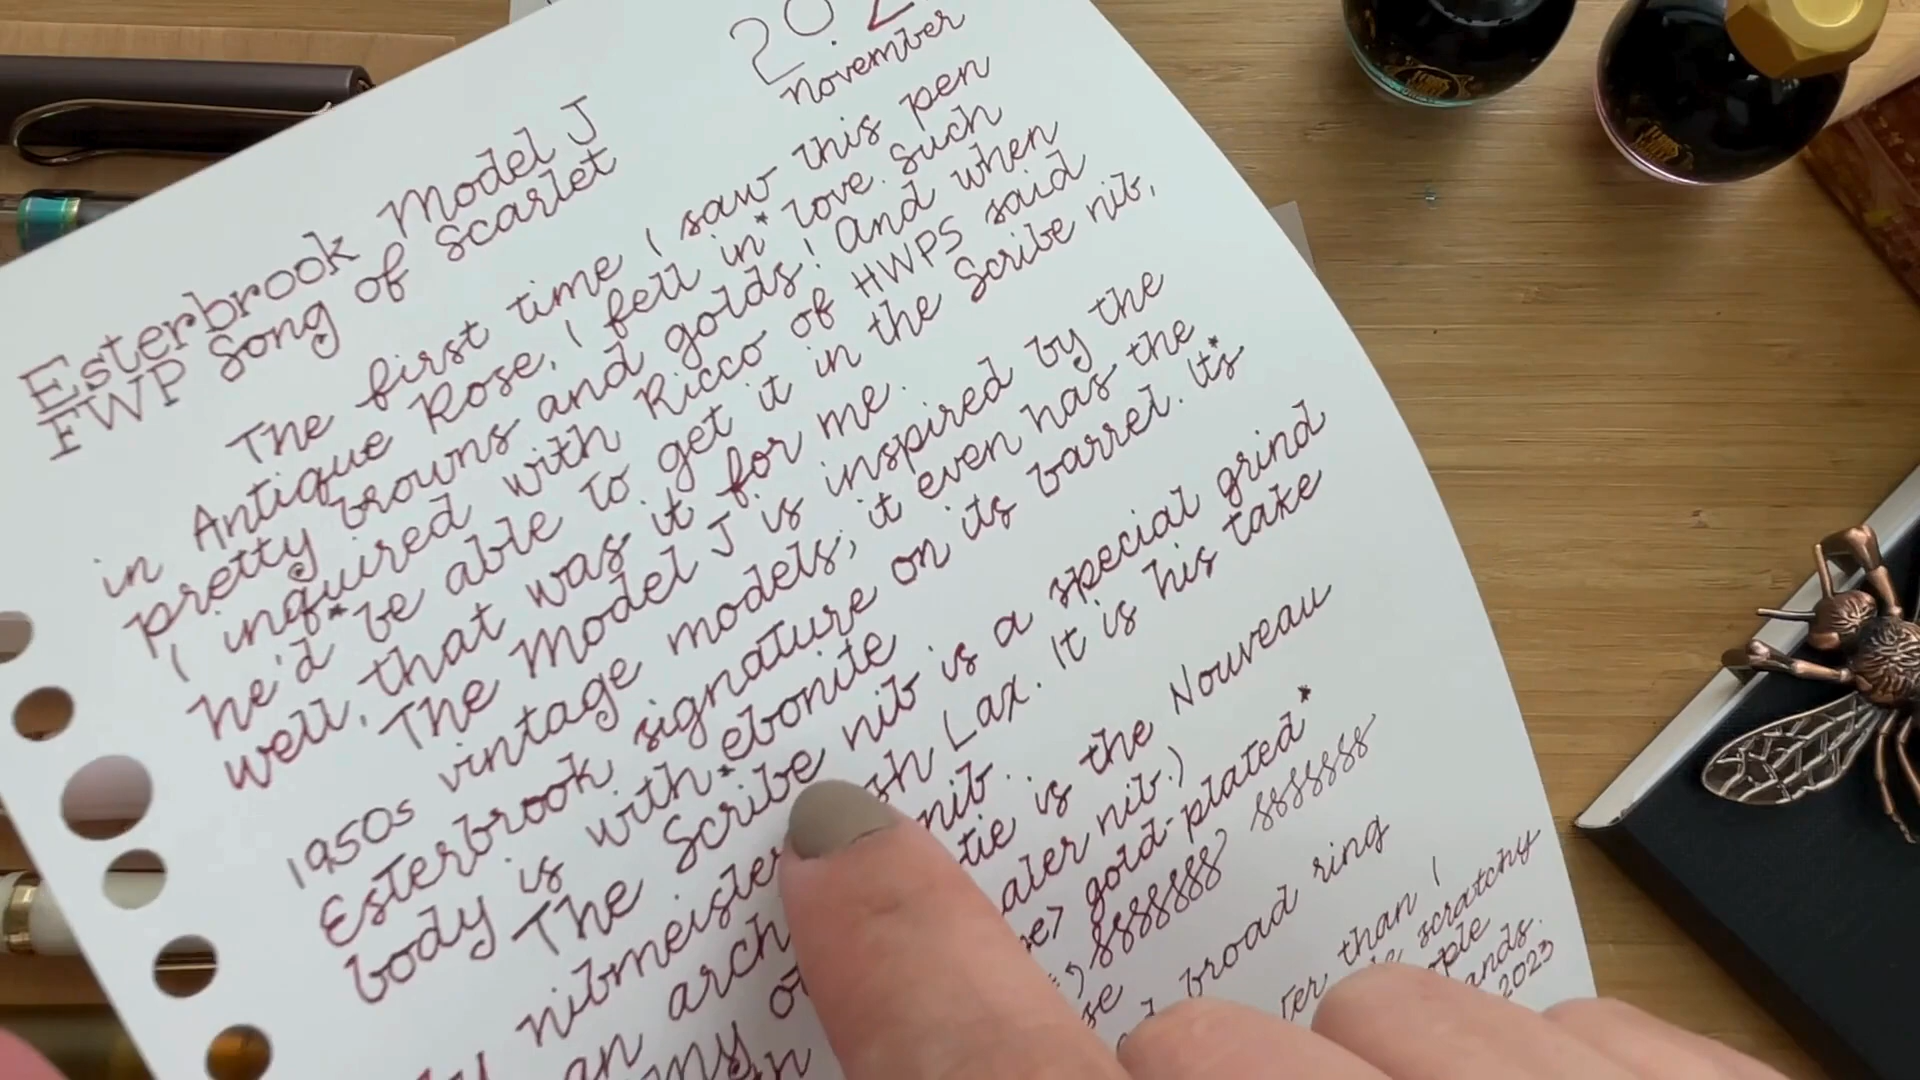 November
Esterbrook Model J
FWP Song of Scarlet
The first time I saw this pen
in Antique Rose, I fell in* love. Such
pretty browns and golds! And when
I inquired with Ricco of HWPS said
he'd* be able to get it in the Scribe nib,
well, that was it for me.
The Model J is inspired by the
1950s vintage models; it even has the
Esterbrook signature on its barrel. It's*
body is with* ebonite
The Scribe nib is a special grind
nibmeister Lax. It is his take
an arch nib.
is the Nouveau
nib.)
gold-plated*
sssssss sssssss
broad ring
than I
scratchy
2023